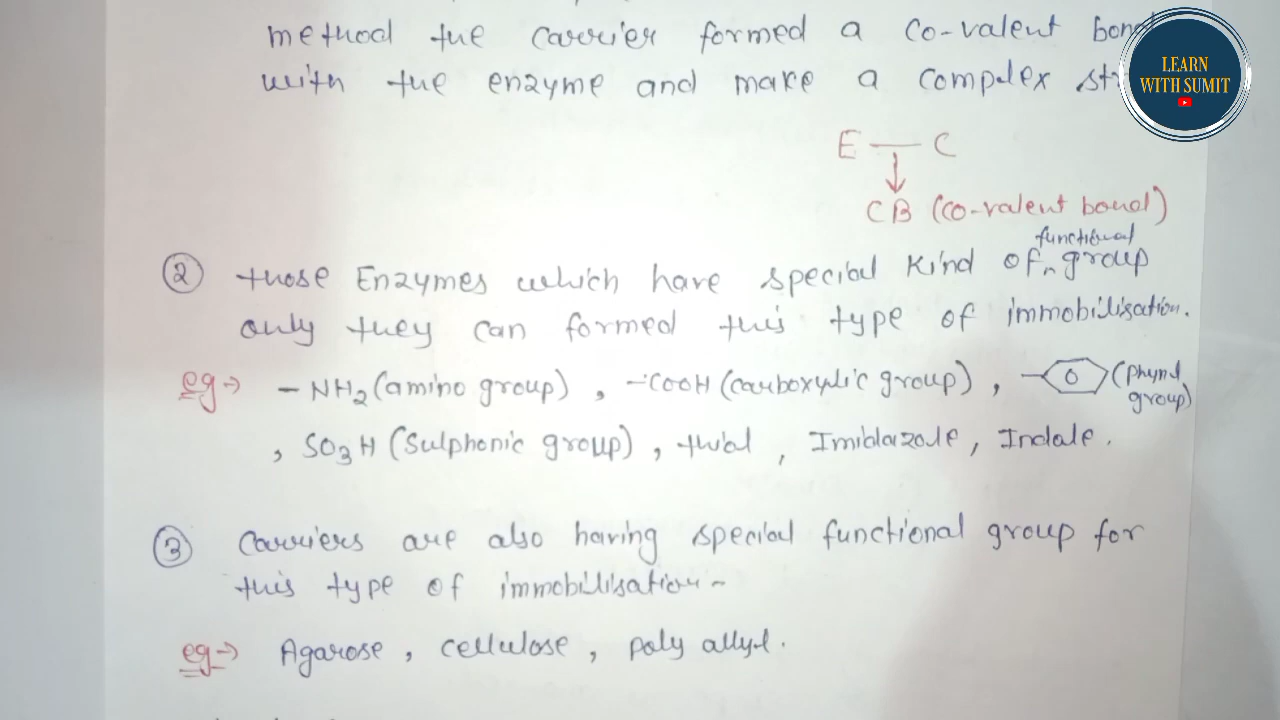 method the carrier formed a co-valent bond
with the enzyme and make a complex st
LEARN
WITH SUMIT
E — C
↓
CB (co-valent bond)
② those Enzymes which have special kind of functional group
only they can formed this type of immobilisation.
eg→ -NH2 (amino group), -COOH (carboxylic group), (Phynl
group)
, SO3H (Sulphonic group), thiol, Imidazole, Indole.
③ Carriers are also having special functional group for
this type of immobilisation-
eg→ Agarose, cellulose, poly allyl.